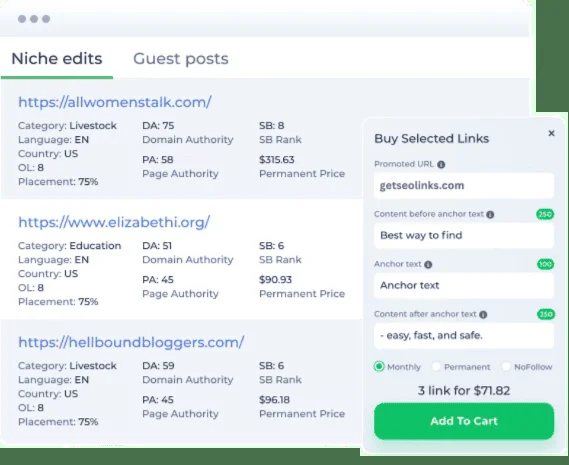 Niche edits Guest posts
https://allwomenstalk.com/
Category: Livestock DA: 75 SB: 8
Language: EN Domain Authority SB Rank
Country: US
OL: 8 PA: 58 $315.63
Placement: 75% Page Authority Permanent Price
https://www.elizabethi.org/
Category: Education DA: 51 SB: 6
Language: EN Domain Authority SB Rank
Country: US
OL: 8 PA: 45 $90.93
Placement: 75% Page Authority Permanent Price
https://hellboundbloggers.com/
Category: Livestock DA: 59 SB: 6
Language: EN Domain Authority SB Rank
Country: US
OL: 8 PA: 45 $96.18
Placement: 75% Page Authority Permanent Price
Buy Selected Links ×
Promoted URL
getseolinks.com
Content before anchor text 250
Best way to find
Anchor text 100
Anchor text
Content after anchor text 250
- easy, fast, and safe.
Monthly Permanent NoFollow
3 link for $71.82
Add To Cart